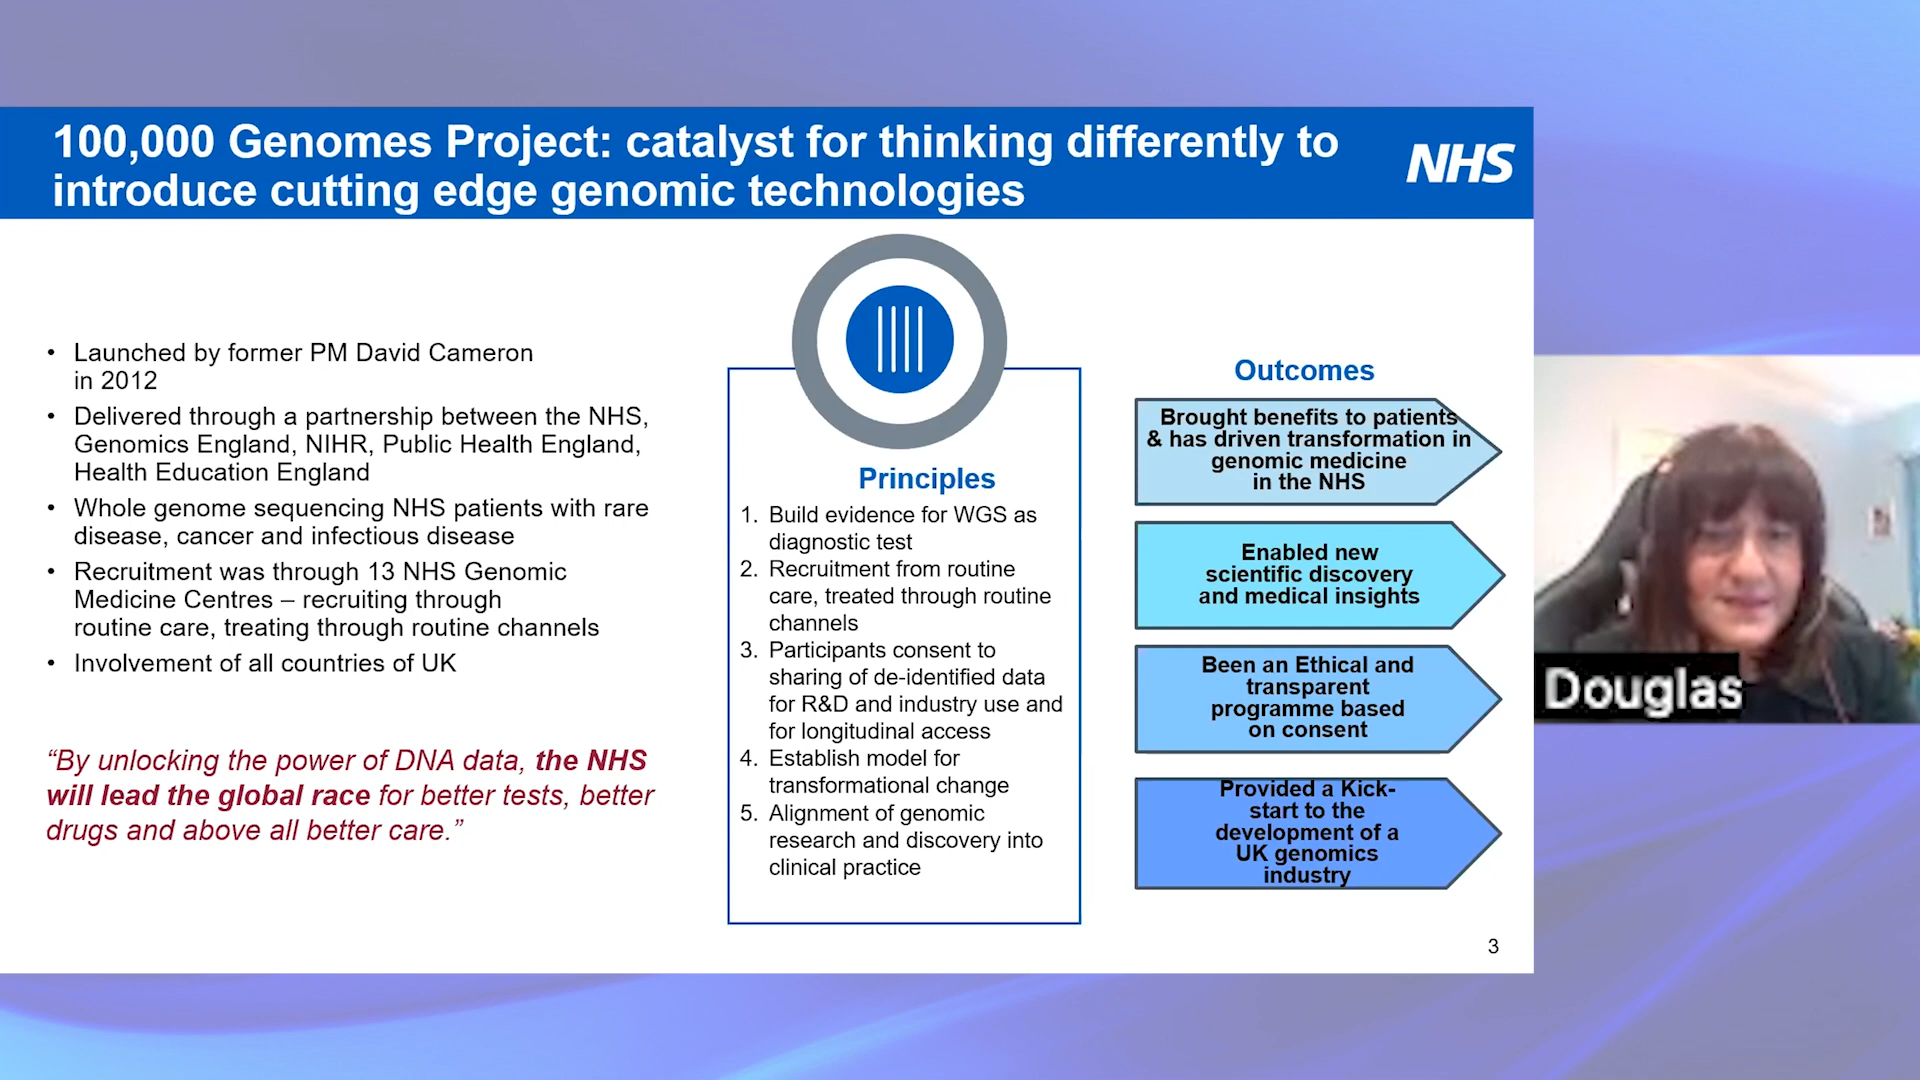 100,000 Genomes Project: catalyst for thinking differently to
introduce cutting edge genomic technologies
NHS
• Launched by former PM David Cameron
in 2012
• Delivered through a partnership between the NHS,
Genomics England, NIHR, Public Health England,
Health Education England
• Whole genome sequencing NHS patients with rare
disease, cancer and infectious disease
• Recruitment was through 13 NHS Genomic
Medicine Centres – recruiting through
routine care, treating through routine channels
• Involvement of all countries of UK
“By unlocking the power of DNA data, the NHS
will lead the global race for better tests, better
drugs and above all better care.”
Principles
1. Build evidence for WGS as
diagnostic test
2. Recruitment from routine
care, treated through routine
channels
3. Participants consent to
sharing of de-identified data
for R&D and industry use and
for longitudinal access
4. Establish model for
transformational change
5. Alignment of genomic
research and discovery into
clinical practice
Outcomes
Brought benefits to patients
& has driven transformation in
genomic medicine
in the NHS
Enabled new
scientific discovery
and medical insights
Been an Ethical and
transparent
programme based
on consent
Provided a Kick-
start to the
development of a
UK genomics
industry
3
Douglas